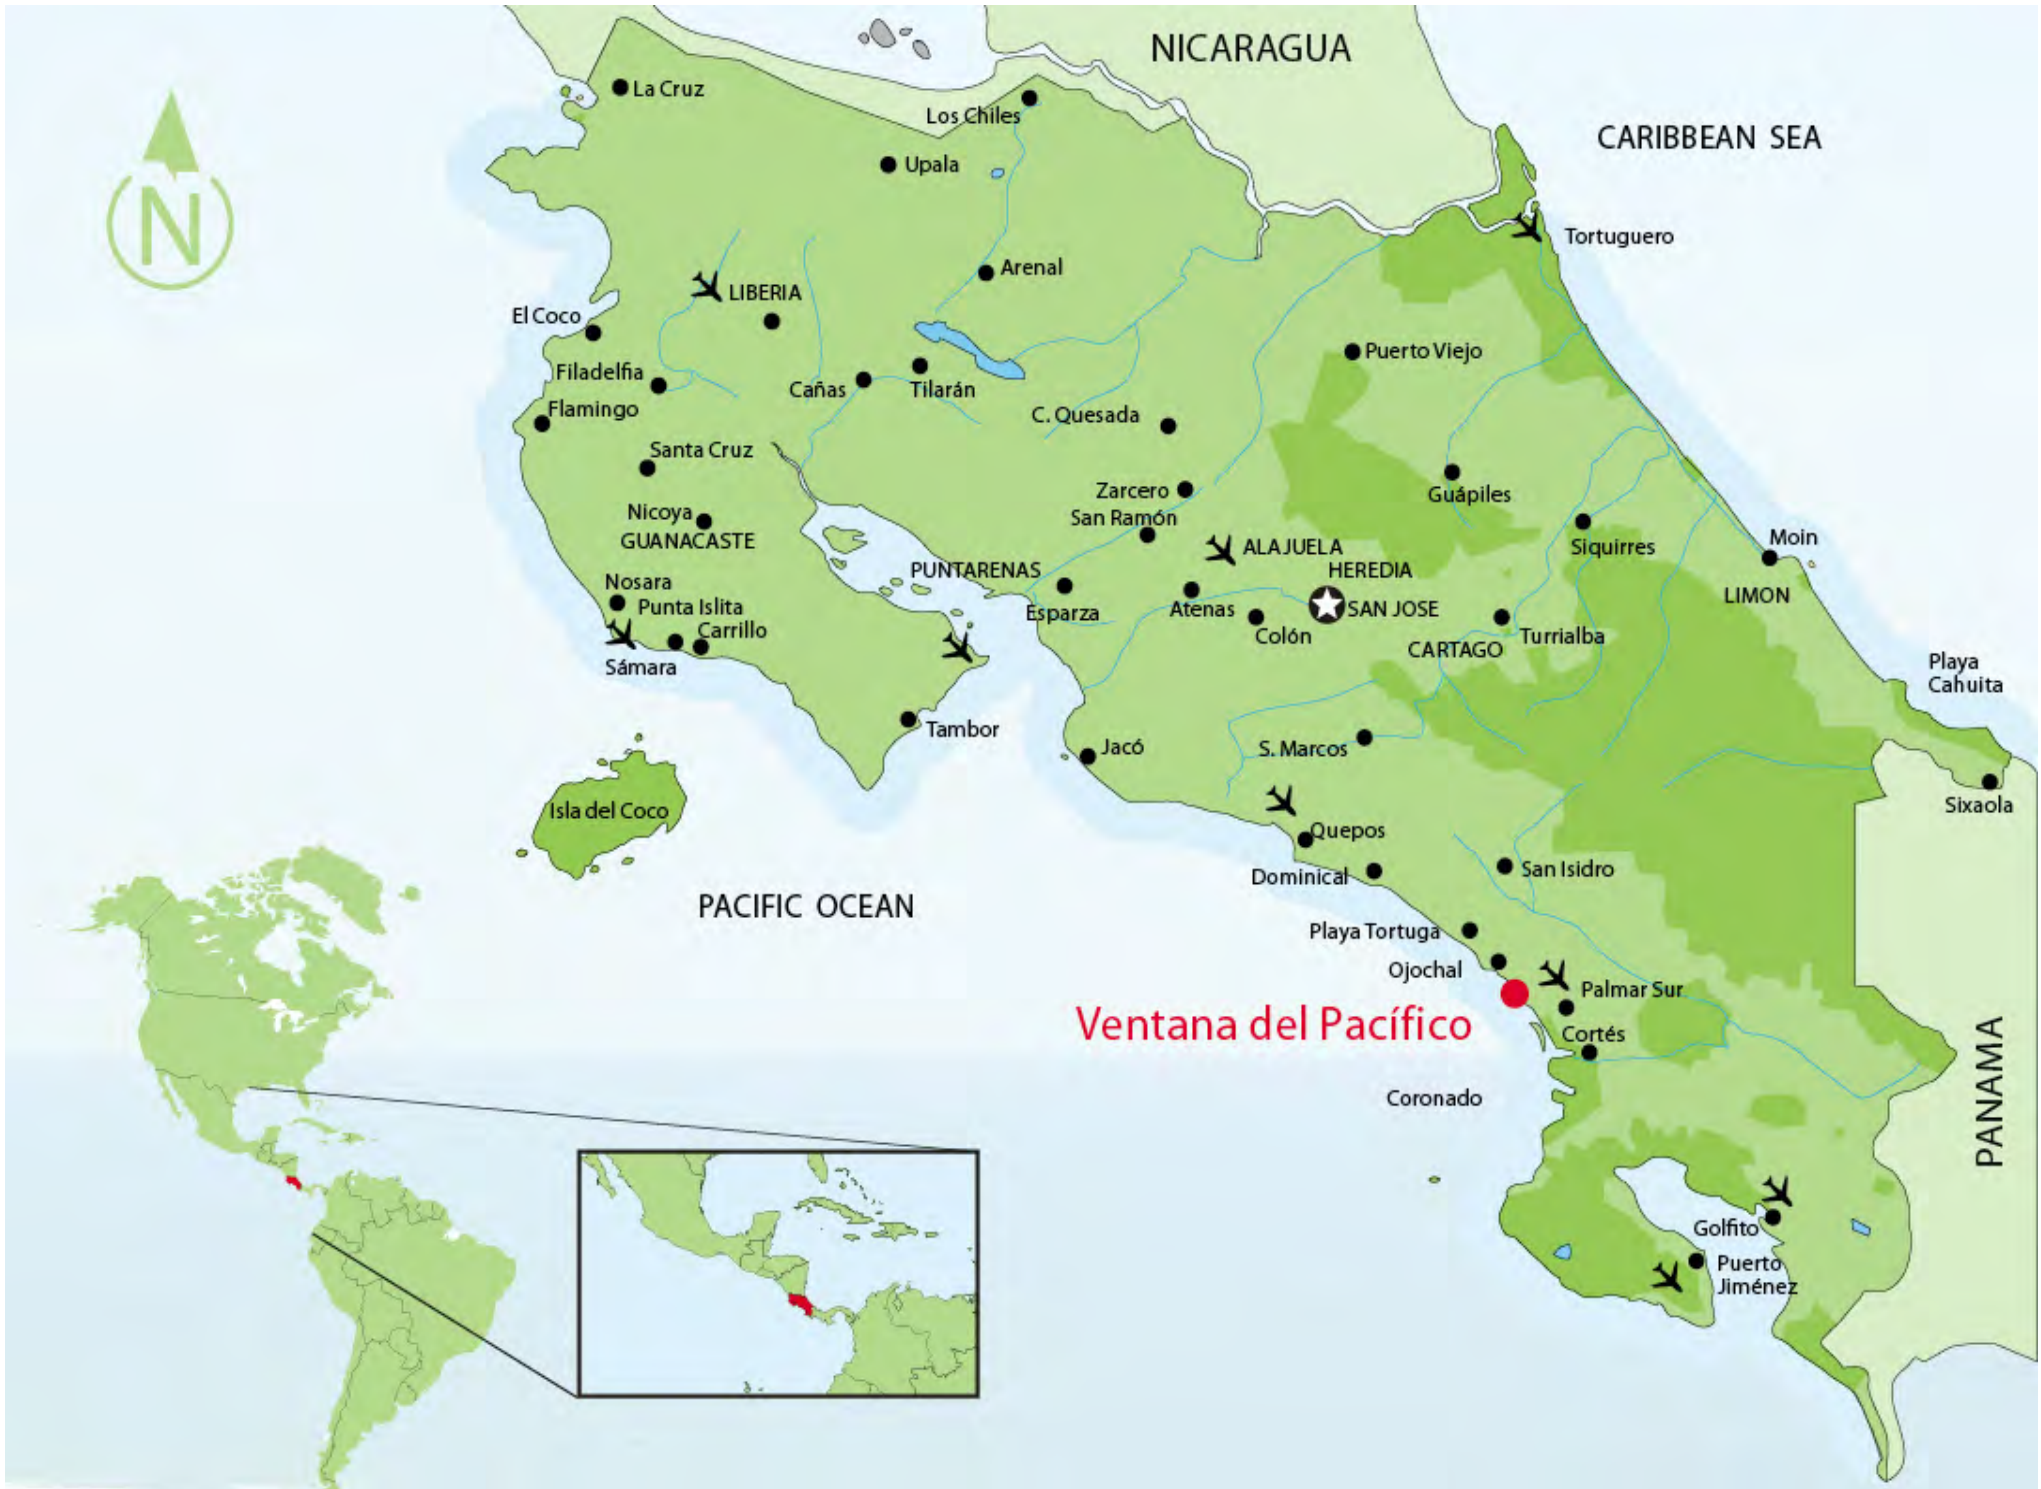 NICARAGUA
CARIBBEAN SEA
La Cruz
Los Chiles
Upala
N
Tortuguero
Arenal
LIBERIA
El Coco
Puerto Viejo
Filadelfia
Cañas
Tilarán
Flamingo
C. Quesada
Santa Cruz
Zarcero
Guápiles
Nicoya
GUANACASTE
San Ramón
Moin
Siquirres
ALAJUELA
PUNTARENAS
HEREDIA
Nosara
Punta Islita
Esparza
Atenas
SAN JOSE
LIMON
Carrillo
Colón
Turrialba
CARTAGO
Sámara
Playa
Cahuita
Tambor
Jacó
S. Marcos
Isla del Coco
Sixaola
Quepos
San Isidro
Dominical
PACIFIC OCEAN
Playa Tortuga
Ojochal
Palmar Sur
Ventana del Pacífico
Cortés
PANAMA
Coronado
Golfito
Puerto
Jiménez